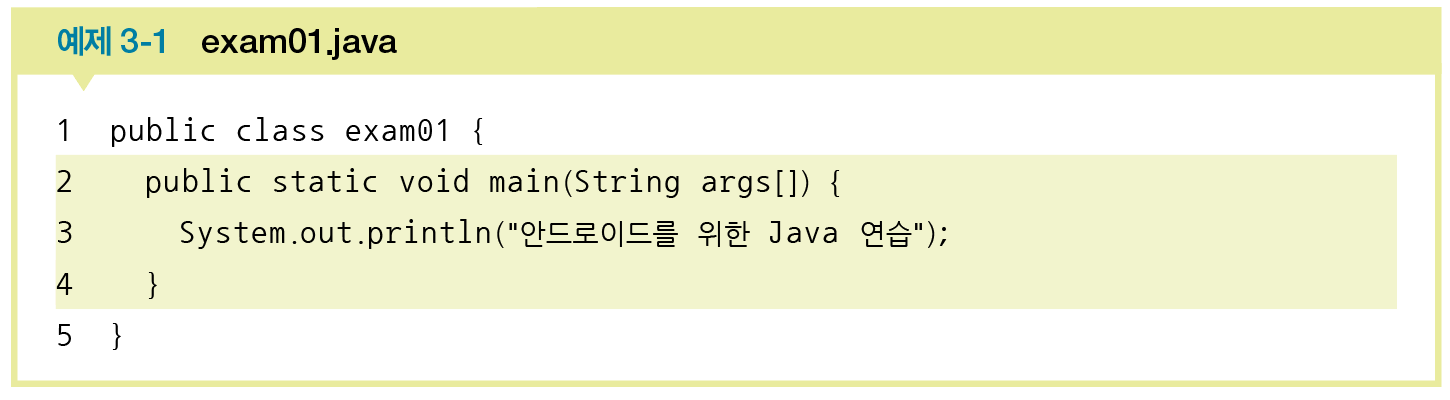 예제 3-1 exam01.java
1 public class exam01 {
2 public static void main(String args[]) {
3 System.out.println("안드로이드를 위한 Java 연습");
4 }
5 }